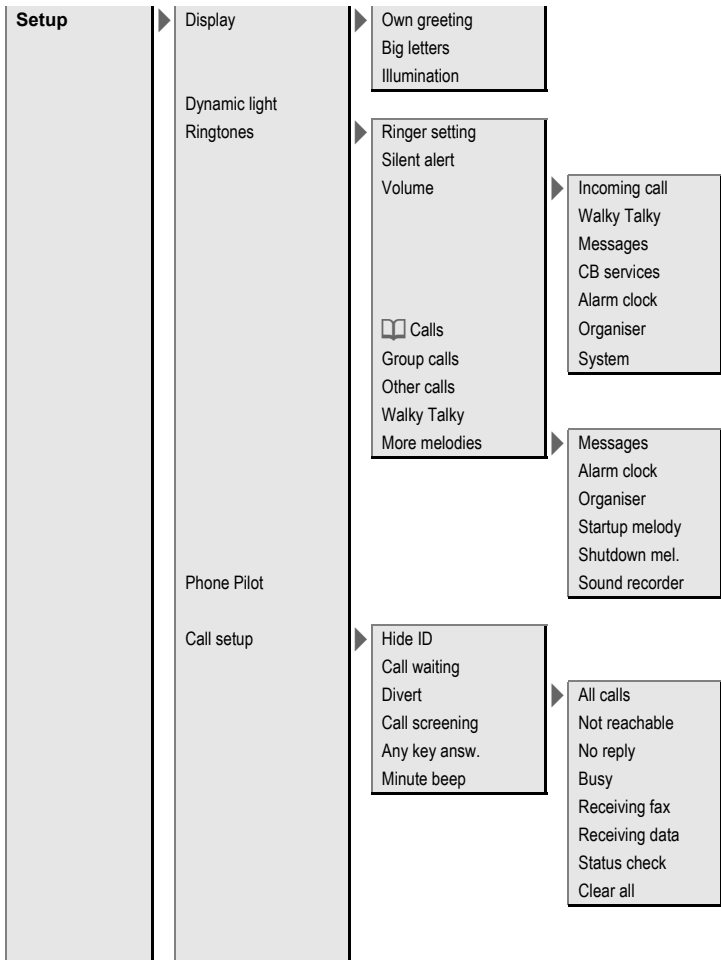 Setup Display Own greeting
Big letters
Illumination
Dynamic light
Ringtones Ringer setting
Silent alert
Volume Incoming call
Walky Talky
Messages
CB services
Alarm clock
Calls Organiser
Group calls System
Other calls
Walky Talky
More melodies Messages
Alarm clock
Organiser
Startup melody
Shutdown mel.
Phone Pilot Sound recorder
Call setup Hide ID
Call waiting
Divert All calls
Call screening Not reachable
Any key answ. No reply
Minute beep Busy
Receiving fax
Receiving data
Status check
Clear all